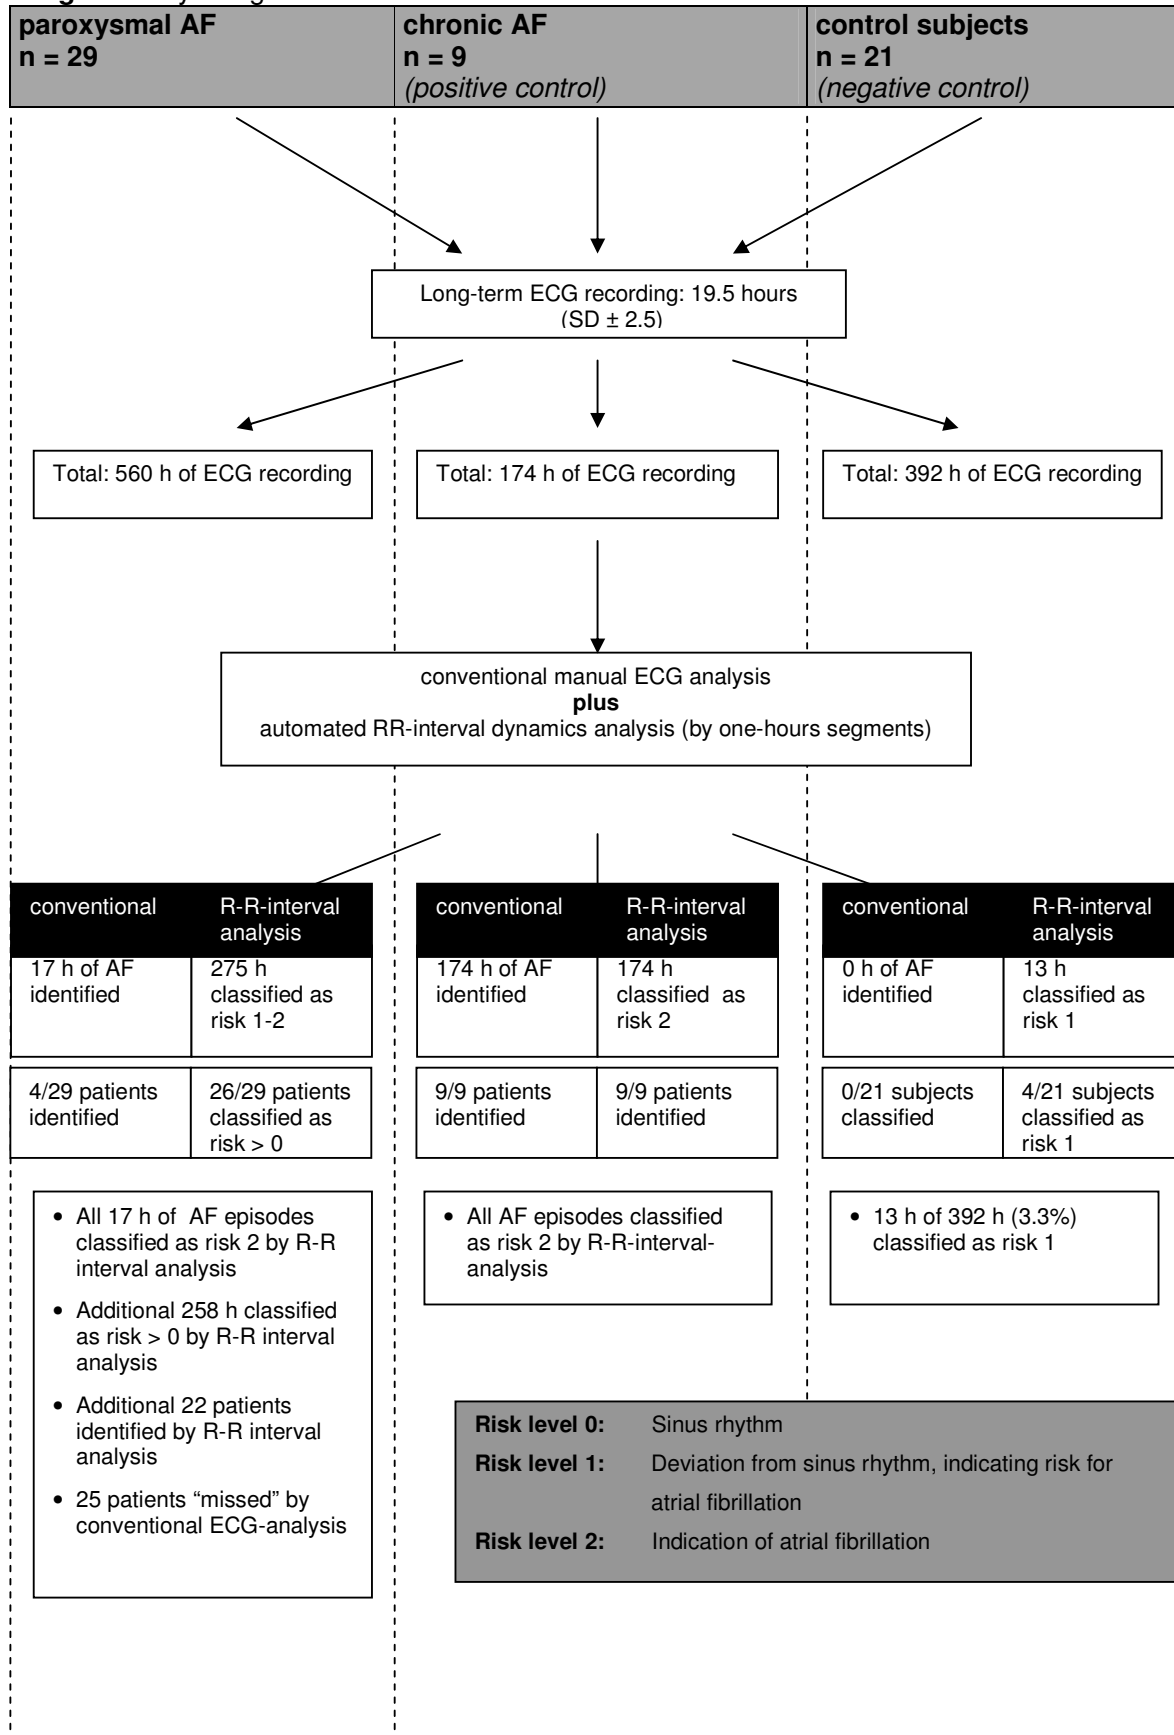 paroxysmal AF
n = 29
chronic AF
n = 9
(positive control)
control subjects
n = 21
(negative control)
Long-term ECG recording: 19.5 hours
(SD ± 2.5)
Total: 560 h of ECG recording
Total: 174 h of ECG recording
Total: 392 h of ECG recording
conventional manual ECG analysis
plus
automated RR-interval dynamics analysis (by one-hours segments)
conventional
R-R-interval
analysis
17 h of AF
identified
275 h
classified as
risk 1-2
4/29 patients
identified
26/29 patients
classified as
risk > 0
• All 17 h of AF episodes
classified as risk 2 by R-R
interval analysis
• Additional 258 h classified
as risk > 0 by R-R interval
analysis
• Additional 22 patients
identified by R-R interval
analysis
• 25 patients “missed” by
conventional ECG-analysis
conventional
R-R-interval
analysis
174 h of AF
identified
174 h
classified as
risk 2
9/9 patients
identified
9/9 patients
identified
• All AF episodes classified
as risk 2 by R-R-interval-
analysis
conventional
R-R-interval
analysis
0 h of AF
identified
13 h
classified as
risk 1
0/21 subjects
classified
4/21 subjects
classified as
risk 1
• 13 h of 392 h (3.3%)
classified as risk 1
Risk level 0: Sinus rhythm
Risk level 1: Deviation from sinus rhythm, indicating risk for
atrial fibrillation
Risk level 2: Indication of atrial fibrillation